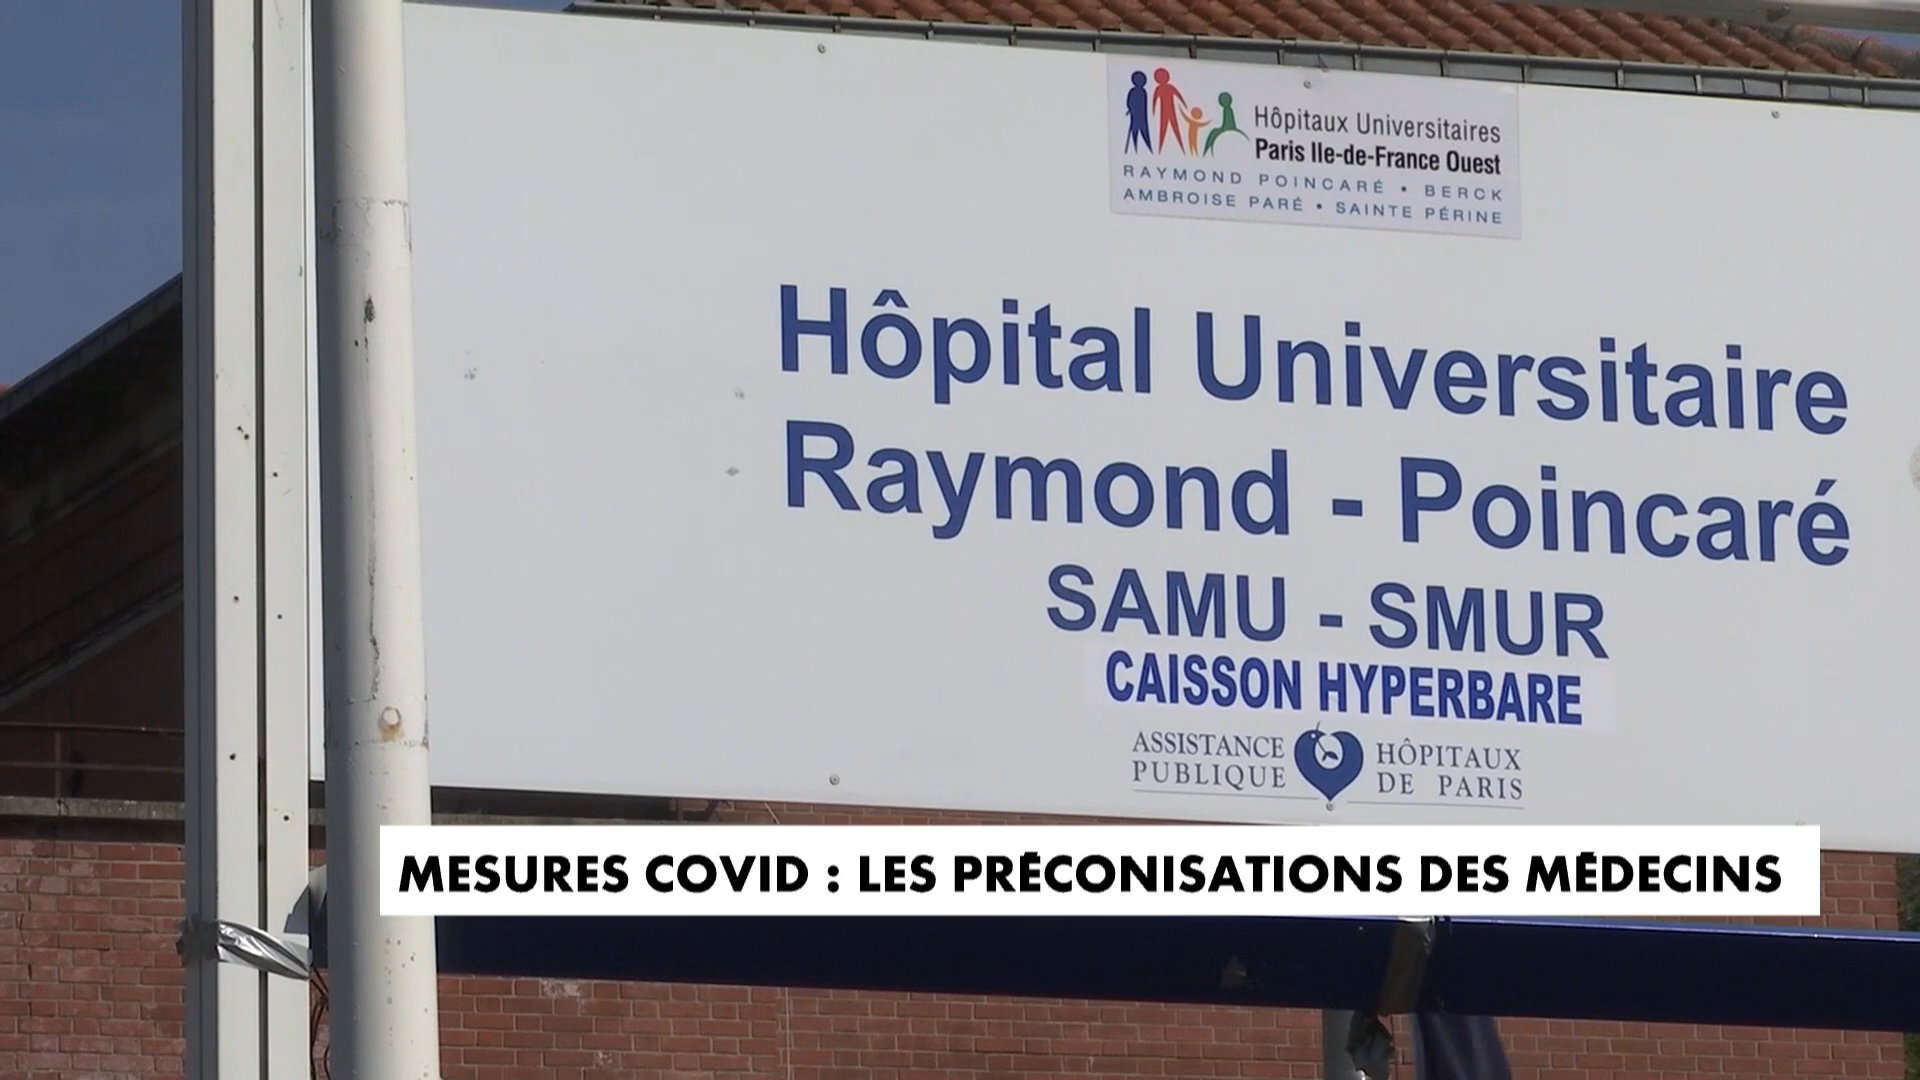 Hôpitaux Universitaires
Paris Ile-de-France Ouest
RAYMOND POINCARÉ • BERCK
AMBROISE PARÉ • SAINTE PÉRINE
Hôpital Universitaire
Raymond - Poincaré
SAMU - SMUR
CAISSON HYPERBARE
ASSISTANCE PUBLIQUE
HÔPITAUX DE PARIS
MESURES COVID : LES PRÉCONISATIONS DES MÉDECINS